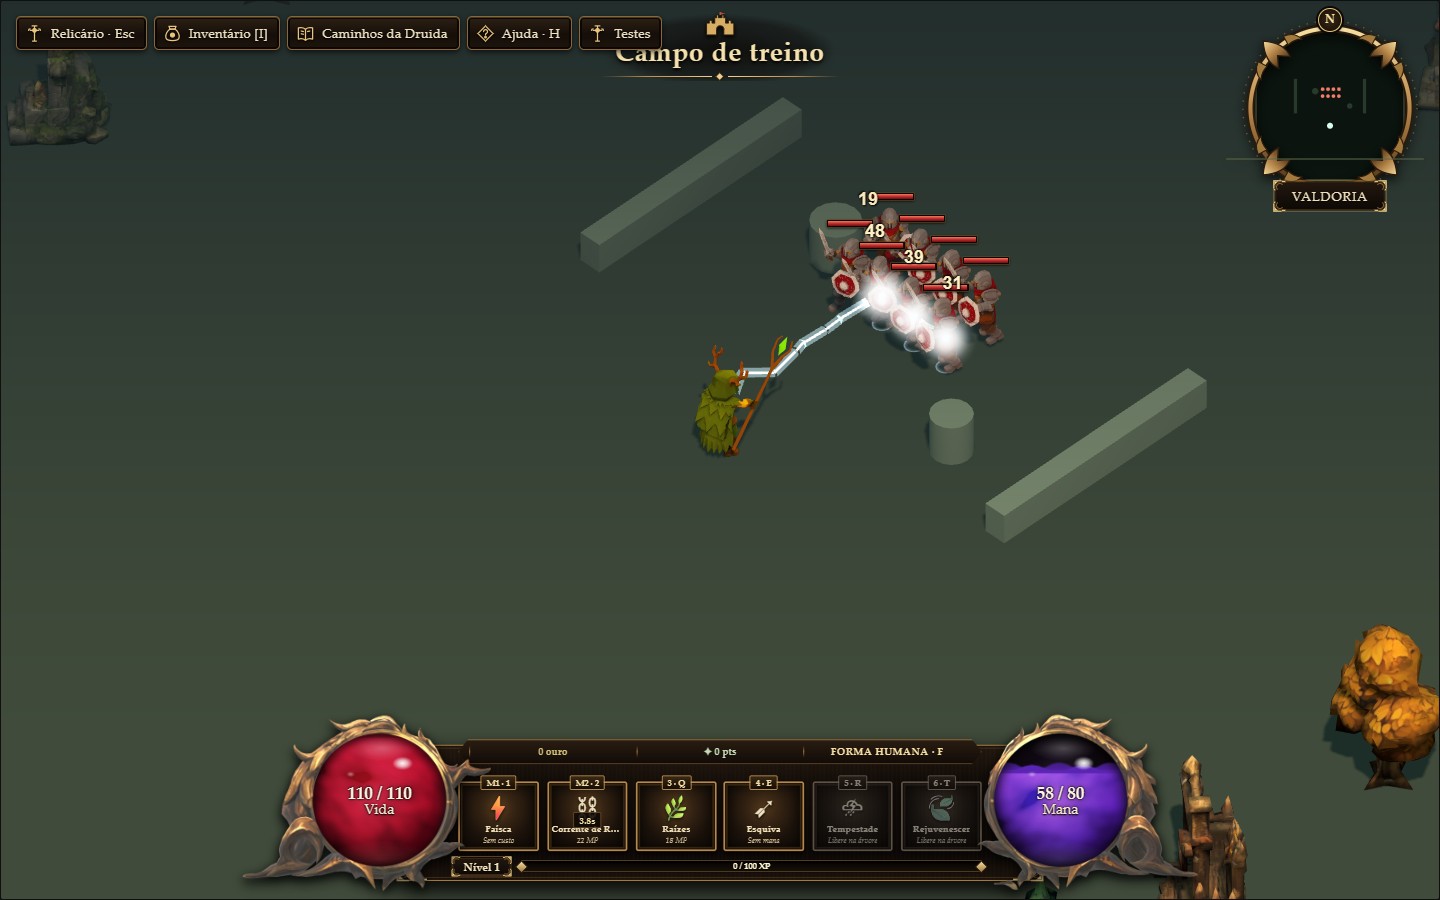 Relicário · Esc
Inventário [I]
Caminhos da Druida
Ajuda · H
Testes
Campo de treino
N
VALDORIA
19
48
39
31
0 ouro
0 pts
FORMA HUMANA · F
110 / 110
Vida
58 / 80
Mana
M1 · 1
Faísca
Sem custo
M2 · 2
3.8s
Corrente de R...
22 MP
3 · Q
Raízes
18 MP
4 · E
Esquiva
Sem mana
5 · R
Tempestade
Libere na árvore
6 · T
Rejuvenescer
Libere na árvore
Nível 1
0 / 100 XP